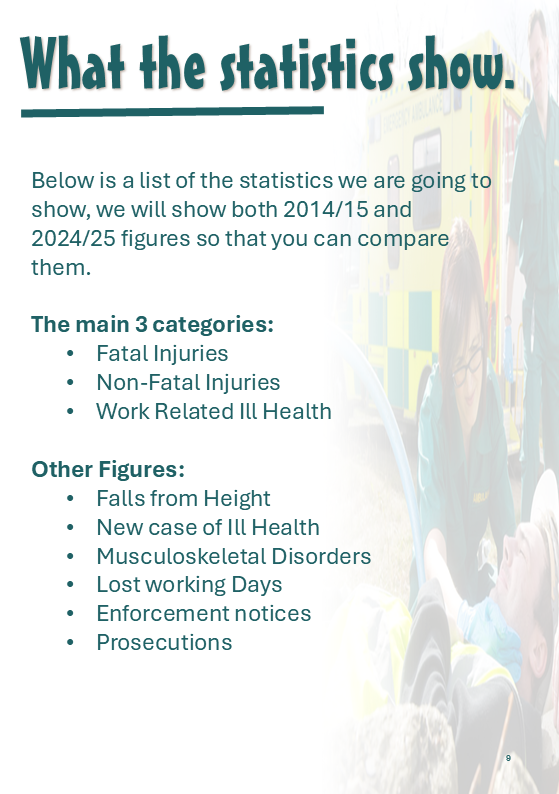 What the statistics show.
Below is a list of the statistics we are going to
show, we will show both 2014/15 and
2024/25 figures so that you can compare
them.
The main 3 categories:
• Fatal Injuries
• Non-Fatal Injuries
• Work Related Ill Health
Other Figures:
• Falls from Height
• New case of Ill Health
• Musculoskeletal Disorders
• Lost working Days
• Enforcement notices
• Prosecutions
9